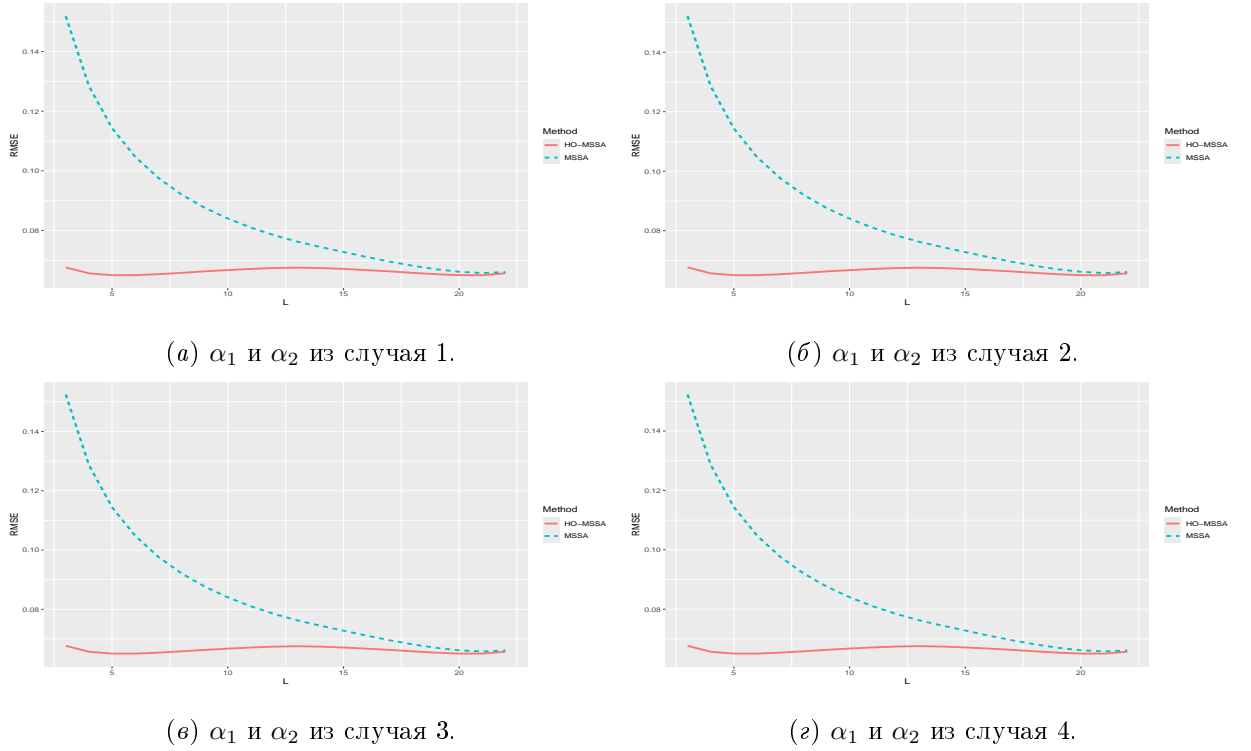 0.14
0.12
0.10
0.08
RMSE
5
10
15
20
L
Method
HO-MSSA
MSSA
(а) α₁ и α₂ из случая 1.
0.14
0.12
0.10
0.08
RMSE
5
10
15
20
L
Method
HO-MSSA
MSSA
(б) α₁ и α₂ из случая 2.
0.14
0.12
0.10
0.08
RMSE
5
10
15
20
L
Method
HO-MSSA
MSSA
(в) α₁ и α₂ из случая 3.
0.14
0.12
0.10
0.08
RMSE
5
10
15
20
L
Method
HO-MSSA
MSSA
(г) α₁ и α₂ из случая 4.